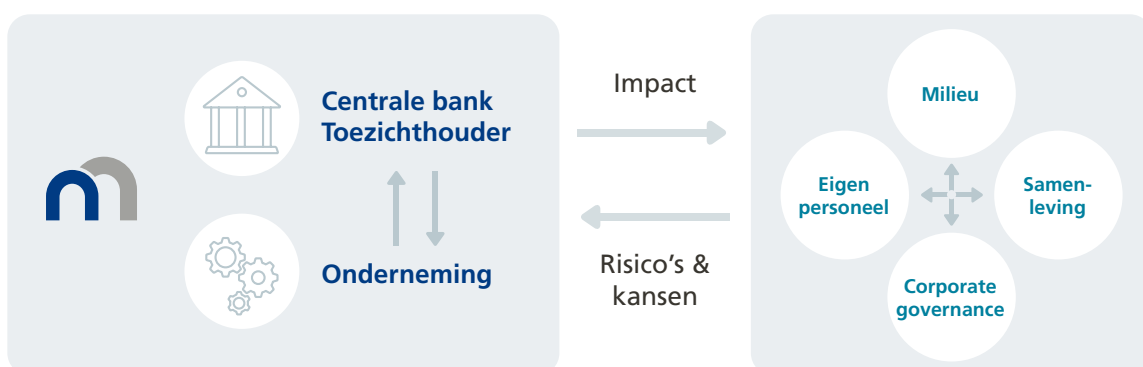 Centrale bank
Toezichthouder
Onderneming
Impact
Risico's &
kansen
Milieu
Eigen
personeel
Samen-
leving
Corporate
governance